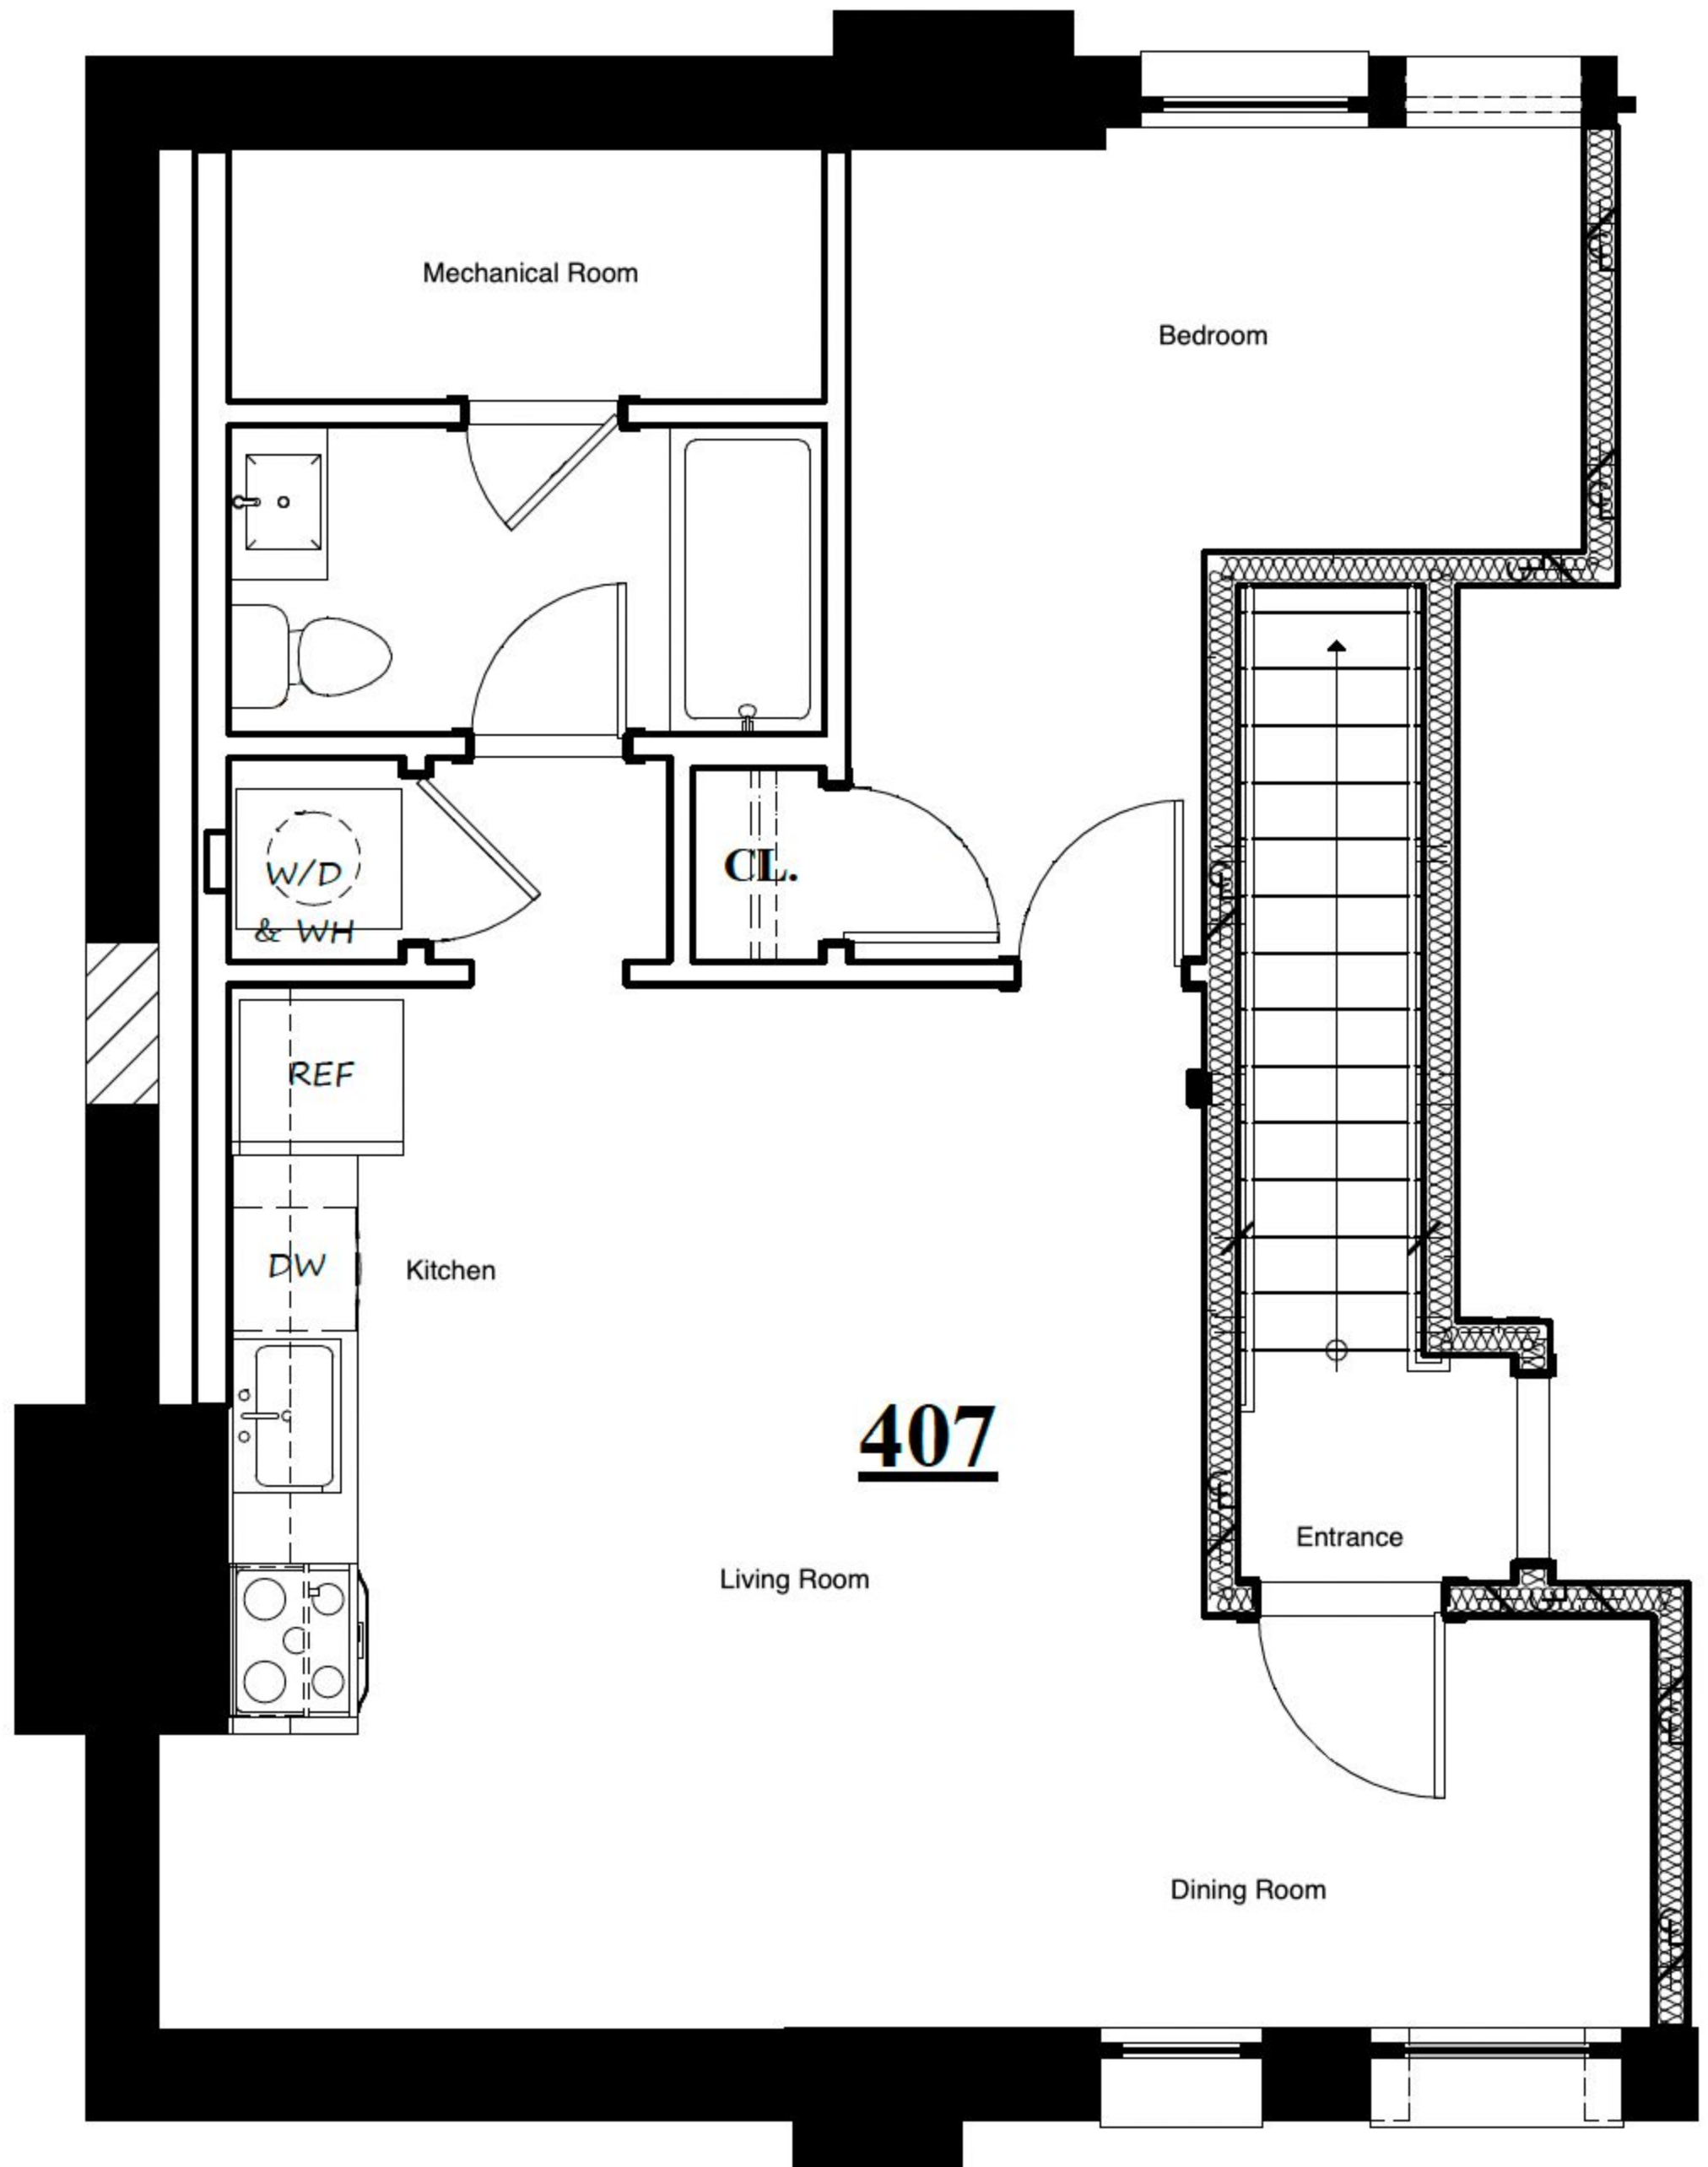 Mechanical Room
Bedroom
CL.
W/D
& WH
REF
DW
Kitchen
407
Entrance
Living Room
Dining Room